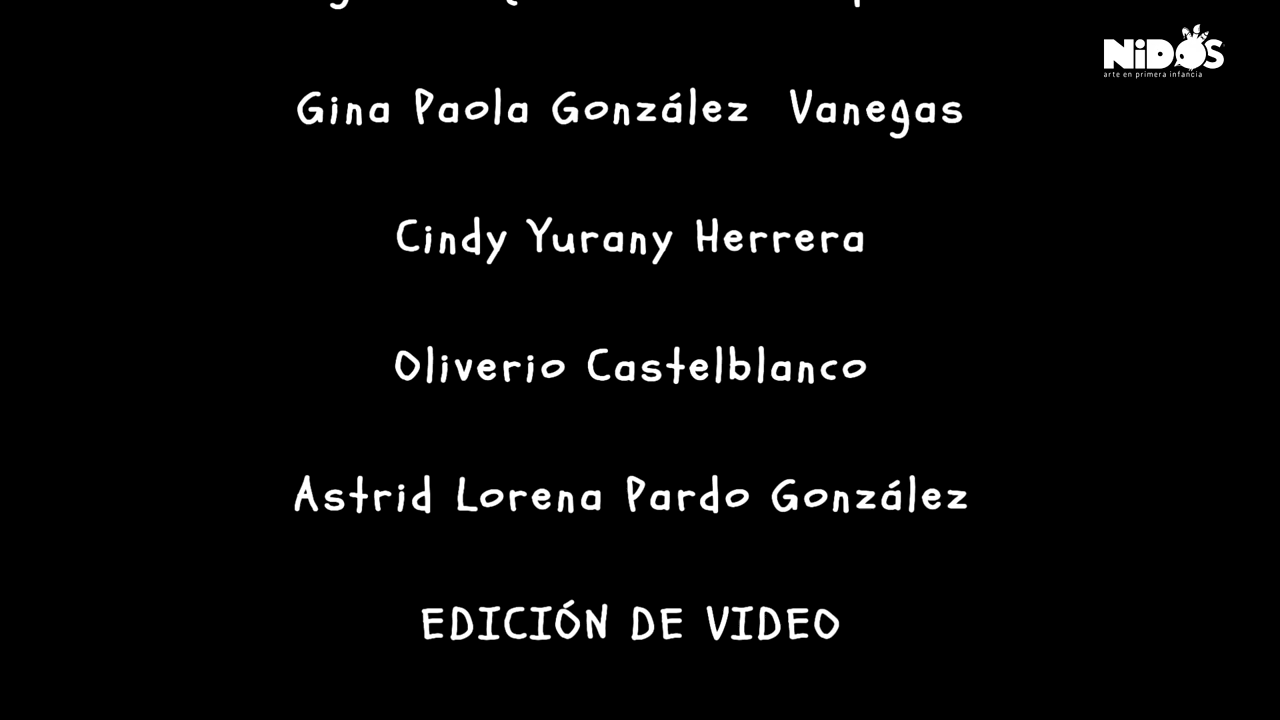 NiDOS
arte en primera infancia
Gina Paola González Vanegas
Cindy Yurany Herrera
Oliverio Castelblanco
Astrid Lorena Pardo González
EDICIÓN DE VIDEO